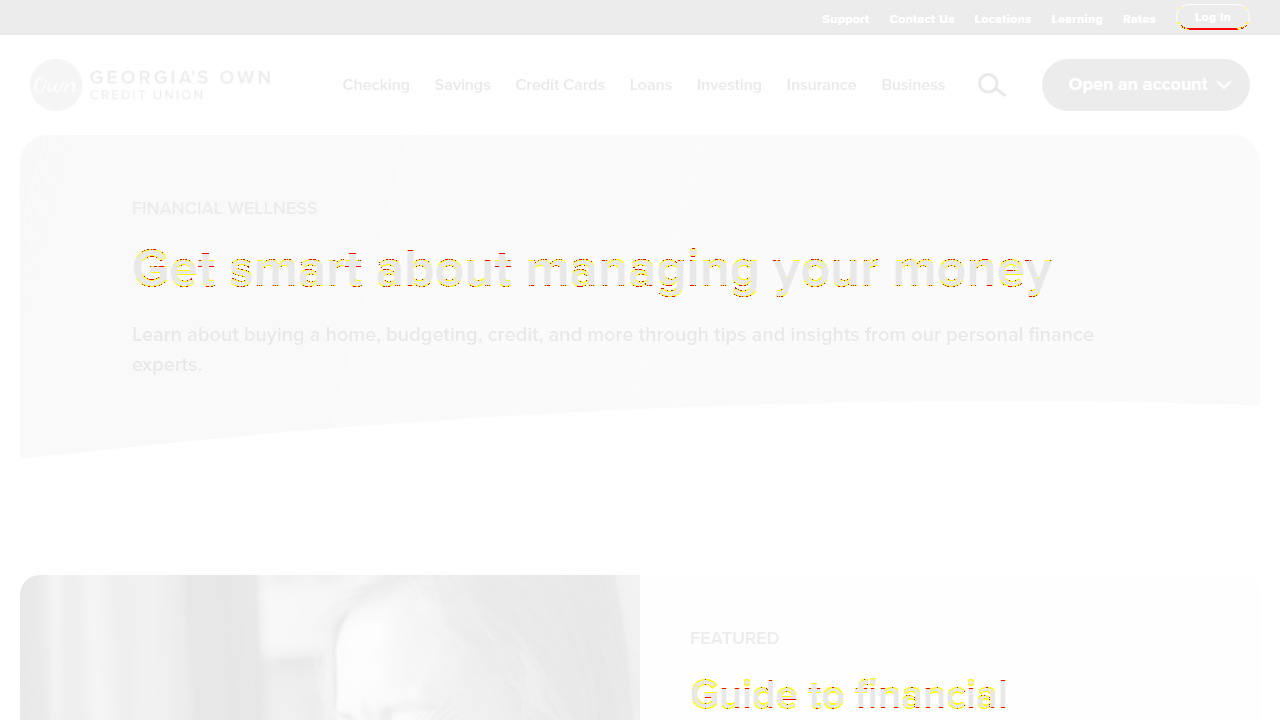 Support Contact Us Locations Learning Rates Log In
Own GEORGIA'S OWN
CREDIT UNION
Checking Savings Credit Cards Loans Investing Insurance Business Open an account
FINANCIAL WELLNESS
Get smart about managing your money
Learn about buying a home, budgeting, credit, and more through tips and insights from our personal finance
experts.
FEATURED
Guide to financial